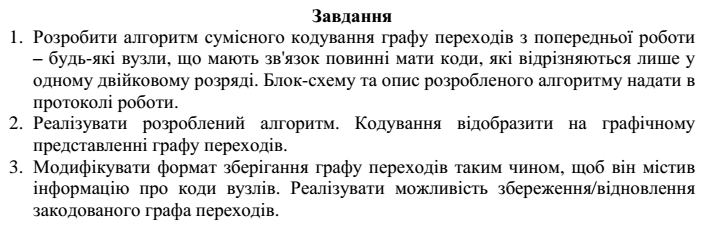 Завдання
1. Розробити алгоритм сумісного кодування графу переходів з попередньої роботи
– будь-які вузли, що мають зв'язок повинні мати коди, які відрізняються лише у
одному двійковому розряді. Блок-схему та опис розробленого алгоритму надати в
протоколі роботи.
2. Реалізувати розроблений алгоритм. Кодування відобразити на графічному
представленні графу переходів.
3. Модифікувати формат зберігання графу переходів таким чином, щоб він містив
інформацію про коди вузлів. Реалізувати можливість збереження/відновлення
закодованого графа переходів.